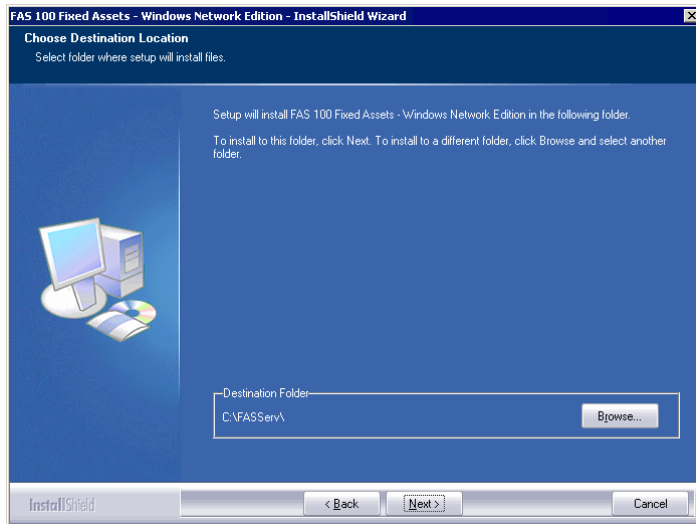 FAS 100 Fixed Assets - Windows Network Edition - InstallShield Wizard
Choose Destination Location
Select folder where setup will install files.
Setup will install FAS 100 Fixed Assets - Windows Network Edition in the following folder.
To install to this folder, click Next. To install to a different folder, click Browse and select another
folder.
Destination Folder
C:\FASServ\
Browse...
InstallShield
< Back
Next >
Cancel